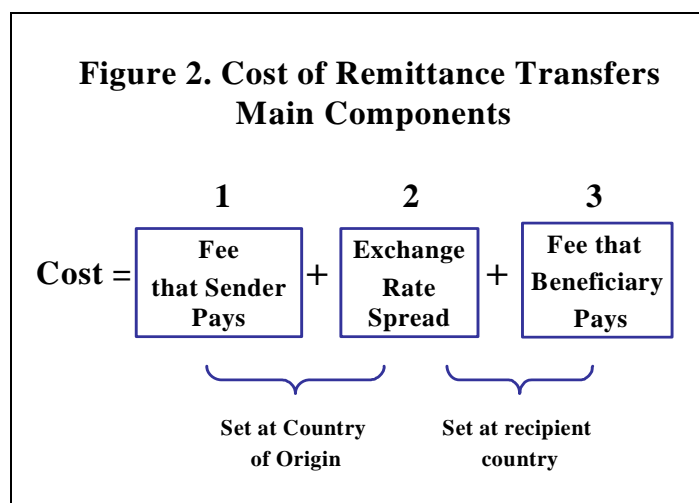 Figure 2. Cost of Remittance Transfers
Main Components
1 2 3
Cost = Fee that Sender Pays + Exchange Rate Spread + Fee that Beneficiary Pays
Set at Country
of Origin
Set at recipient
country